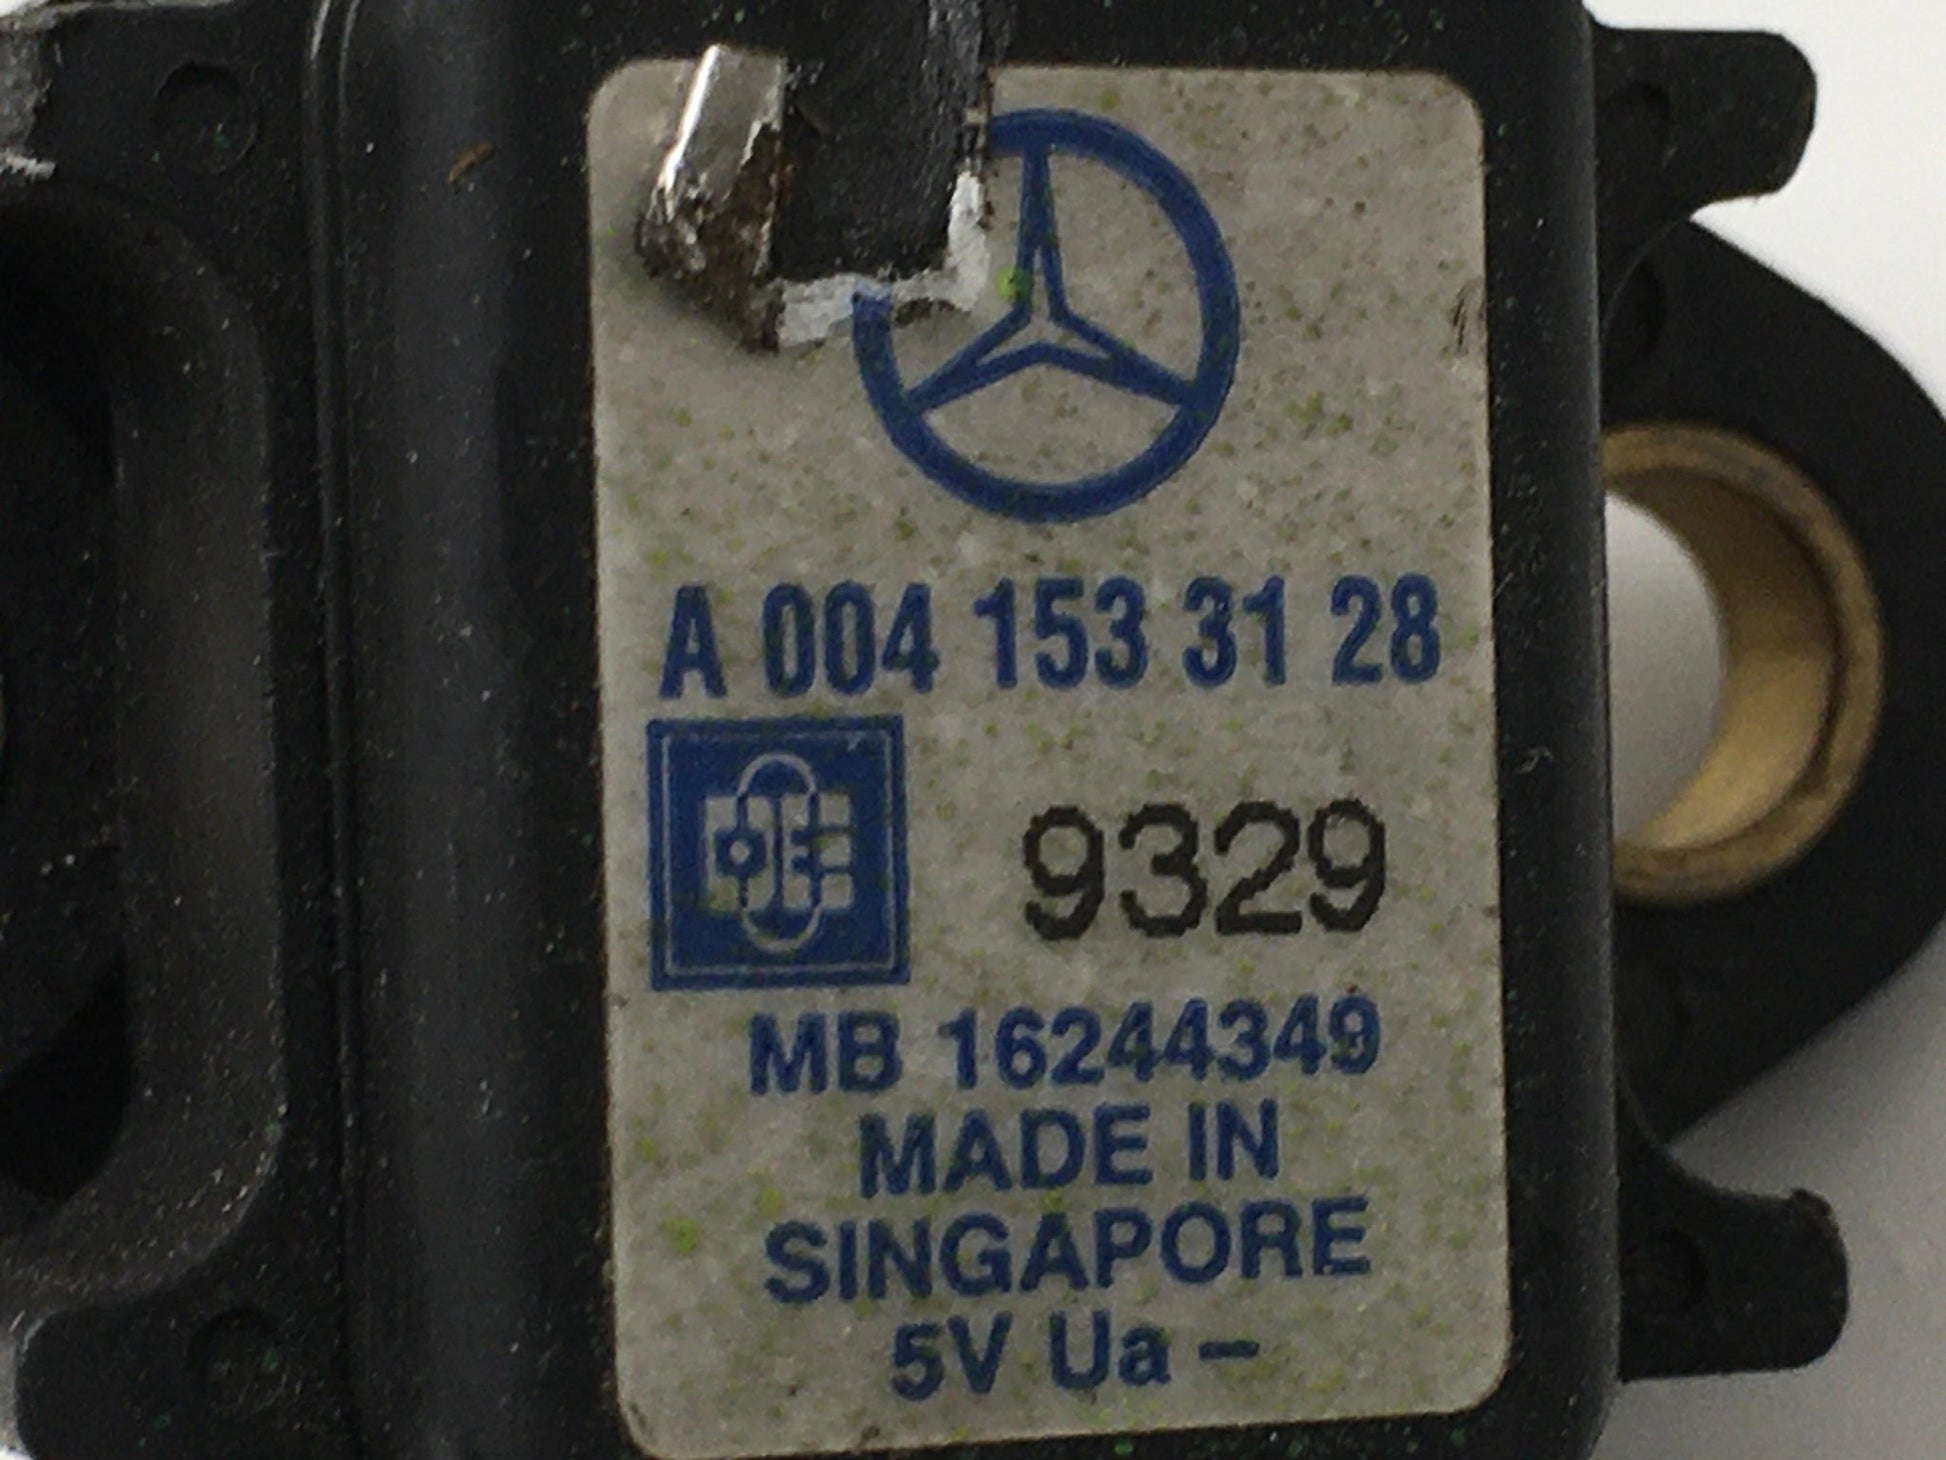 A 004 153 31 28
9329
MB 16244349
MADE IN
SINGAPORE
5V Ua –